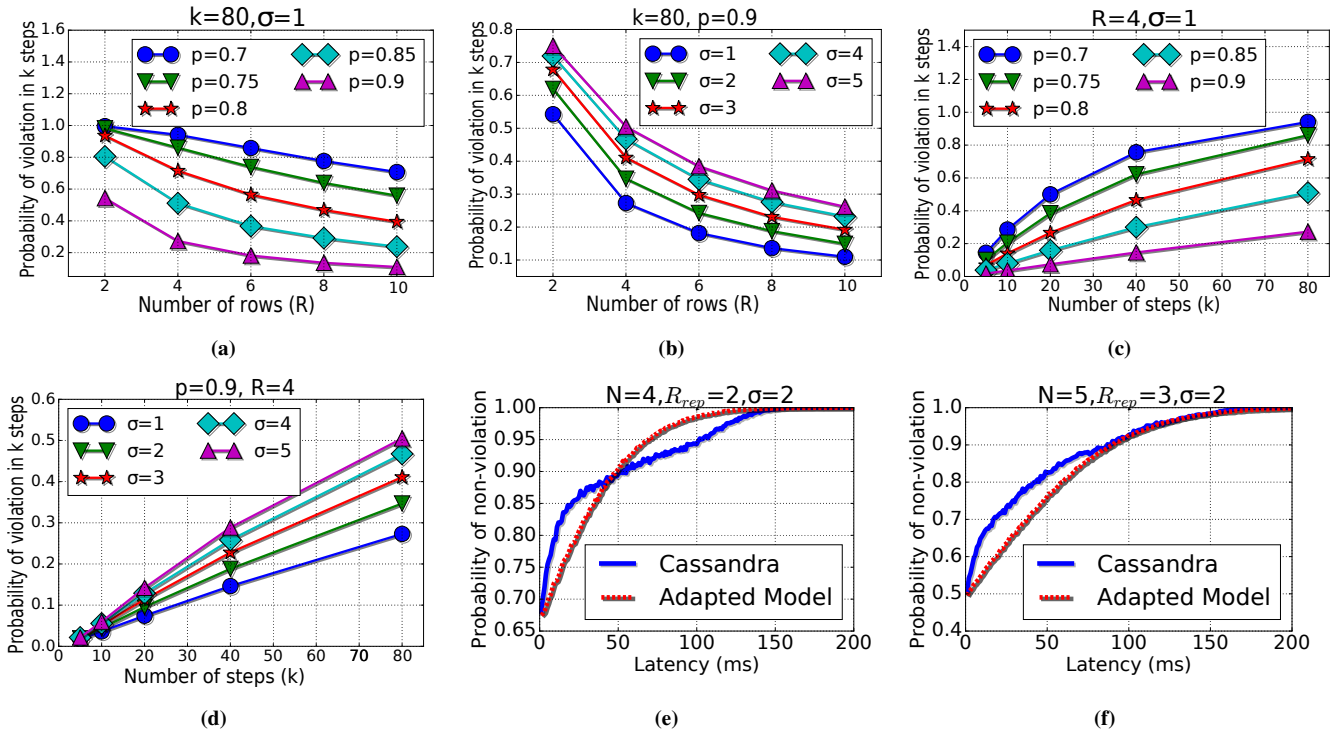 k=80,σ=1
Probability of violation in k steps
1.6
1.4
1.2
1.0
0.8
0.6
0.4
0.2
p=0.7
p=0.75
p=0.8
p=0.85
p=0.9
2 4 6 8 10
Number of rows (R)
(a)
k=80, p=0.9
Probability of violation in k steps
0.9
0.8
0.7
0.6
0.5
0.4
0.3
0.2
0.1
σ=1
σ=2
σ=3
σ=4
σ=5
2 4 6 8 10
Number of rows (R)
(b)
R=4,σ=1
Probability of violation in k steps
1.4
1.2
1.0
0.8
0.6
0.4
0.2
0.0
p=0.7
p=0.75
p=0.8
p=0.85
p=0.9
0 10 20 30 40 50 60 70 80
Number of steps (k)
(c)
p=0.9, R=4
Probability of violation in k steps
0.6
0.5
0.4
0.3
0.2
0.1
0.0
σ=1
σ=2
σ=3
σ=4
σ=5
0 10 20 30 40 50 60 70 80
Number of steps (k)
(d)
N=4,R_rep=2,σ=2
Probability of non-violation
1.00
0.95
0.90
0.85
0.80
0.75
0.70
0.65
Cassandra
Adapted Model
0 50 100 150 200
Latency (ms)
(e)
N=5,R_rep=3,σ=2
Probability of non-violation
1.0
0.9
0.8
0.7
0.6
0.5
0.4
Cassandra
Adapted Model
0 50 100 150 200
Latency (ms)
(f)